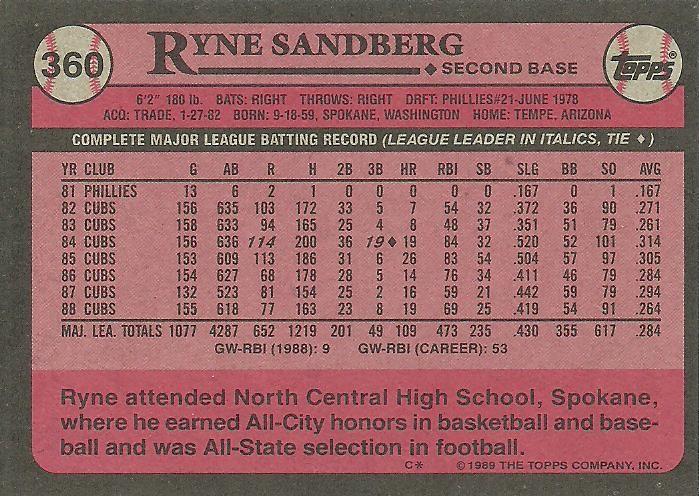 360
RYNE SANDBERG
◆ SECOND BASE
Topps®
6'2" 180 lb. BATS: RIGHT THROWS: RIGHT DRFT: PHILLIES#21-JUNE 1978
ACQ: TRADE, 1-27-82 BORN: 9-18-59, SPOKANE, WASHINGTON HOME: TEMPE, ARIZONA
COMPLETE MAJOR LEAGUE BATTING RECORD (LEAGUE LEADER IN ITALICS, TIE ◆)
YR CLUB G AB R H 2B 3B HR RBI SB SLG BB SO AVG
81 PHILLIES 13 6 2 1 0 0 0 0 0 .167 0 1 .167
82 CUBS 156 635 103 172 33 5 7 54 32 .372 36 90 .271
83 CUBS 158 633 94 165 25 4 8 48 37 .351 51 79 .261
84 CUBS 156 636 114 200 36 19◆ 19 84 32 .520 52 101 .314
85 CUBS 153 609 113 186 31 6 26 83 54 .504 57 97 .305
86 CUBS 154 627 68 178 28 5 14 76 34 .411 46 79 .284
87 CUBS 132 523 81 154 25 2 16 59 21 .442 59 79 .294
88 CUBS 155 618 77 163 23 8 19 69 25 .419 54 91 .264
MAJ. LEA. TOTALS 1077 4287 652 1219 201 49 109 473 235 .430 355 617 .284
GW-RBI (1988): 9 GW-RBI (CAREER): 53
Ryne attended North Central High School, Spokane,
where he earned All-City honors in basketball and base-
ball and was All-State selection in football.
C* ©1989 THE TOPPS COMPANY, INC.